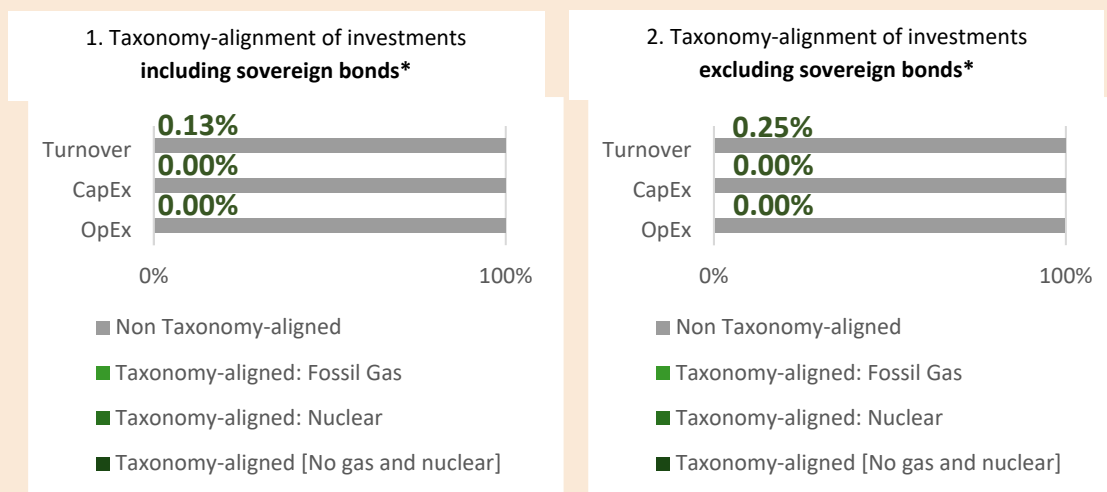 1. Taxonomy-alignment of investments
including sovereign bonds*
0.13%
Turnover
0.00%
CapEx
0.00%
OpEx
0%
100%
Non Taxonomy-aligned
Taxonomy-aligned: Fossil Gas
Taxonomy-aligned: Nuclear
Taxonomy-aligned [No gas and nuclear]
2. Taxonomy-alignment of investments
excluding sovereign bonds*
0.25%
Turnover
0.00%
CapEx
0.00%
OpEx
0%
100%
Non Taxonomy-aligned
Taxonomy-aligned: Fossil Gas
Taxonomy-aligned: Nuclear
Taxonomy-aligned [No gas and nuclear]